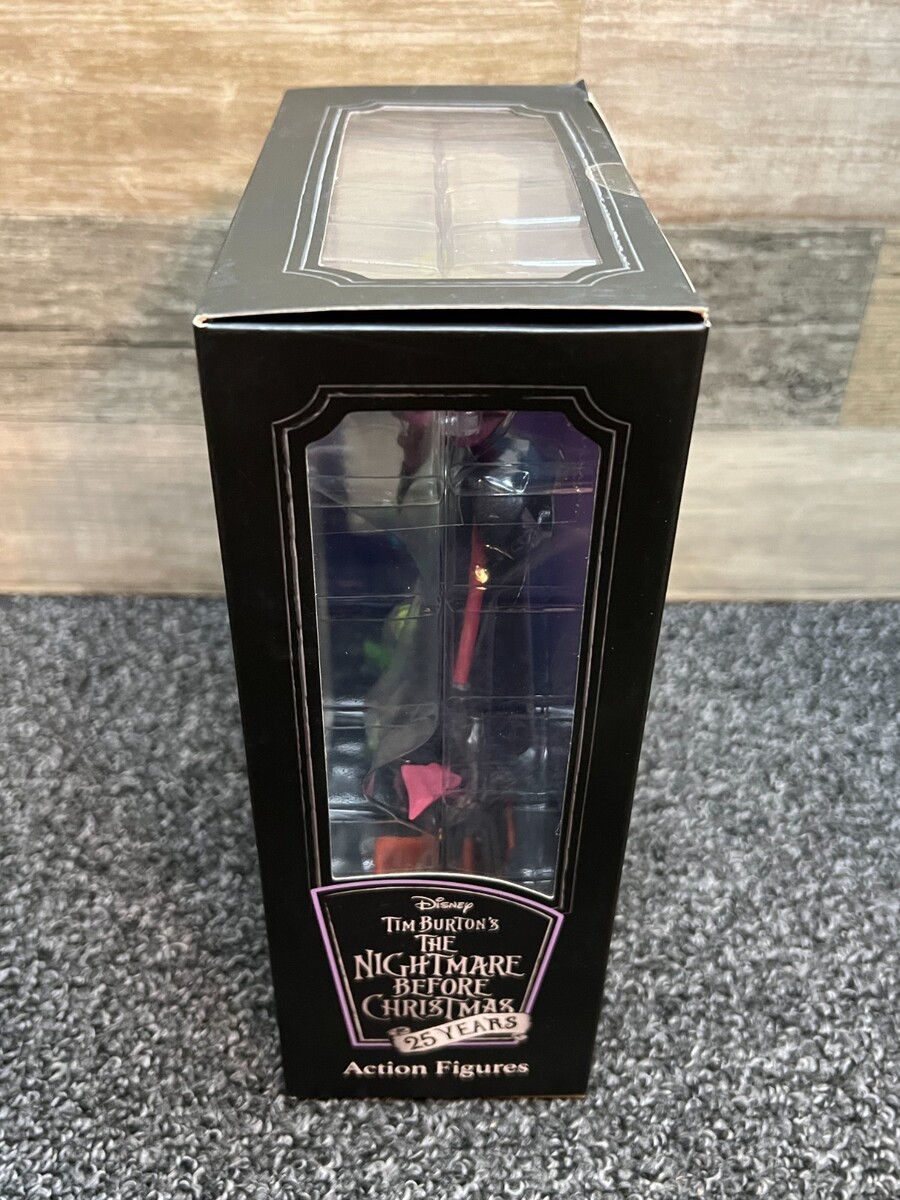 Disney
TIM BURTON'S
THE
NIGHTMARE
BEFORE
CHRISTMAS
25 YEARS
Action Figures